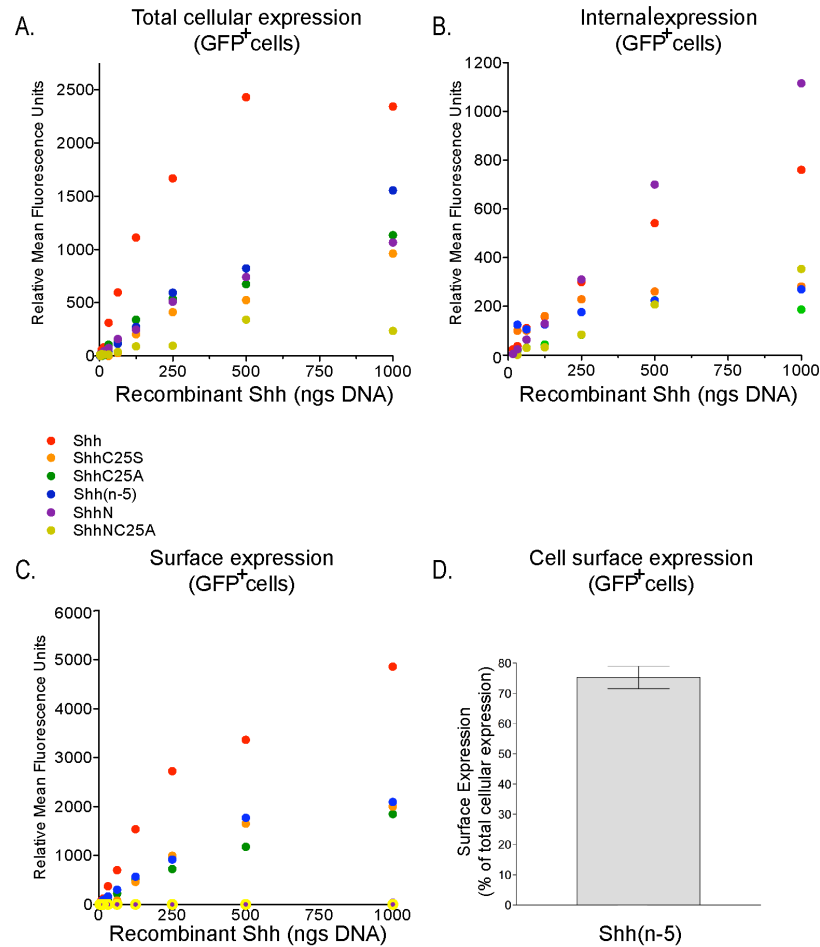 A.
Total cellular expression
(GFP+cells)
Relative Mean Fluorescence Units
2500
2000
1500
1000
500
0
0 250 500 750 1000
Recombinant Shh (ngs DNA)
B.
Internalexpression
(GFP+cells)
Relative Mean Fluorescence Units
1200
1000
800
600
400
200
0
0 250 500 750 1000
Recombinant Shh (ngs DNA)
Shh
ShhC25S
ShhC25A
Shh(n-5)
ShhN
ShhNC25A
C.
Surface expression
(GFP+cells)
Relative Mean Fluorescence Units
6000
5000
4000
3000
2000
1000
0
0 250 500 750 1000
Recombinant Shh (ngs DNA)
D.
Cell surface expression
(GFP+cells)
Surface Expression
(% of total cellular expression)
80
70
60
50
40
30
20
10
0
Shh(n-5)